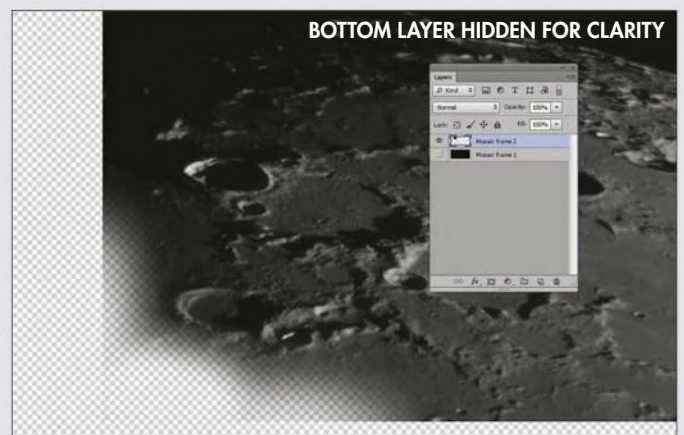 BOTTOM LAYER HIDDEN FOR CLARITY
Layers
Kind
Normal Opacity: 100%
Lock: Fill: 100%
Mosaic frame 2
Mosaic frame 1
fx